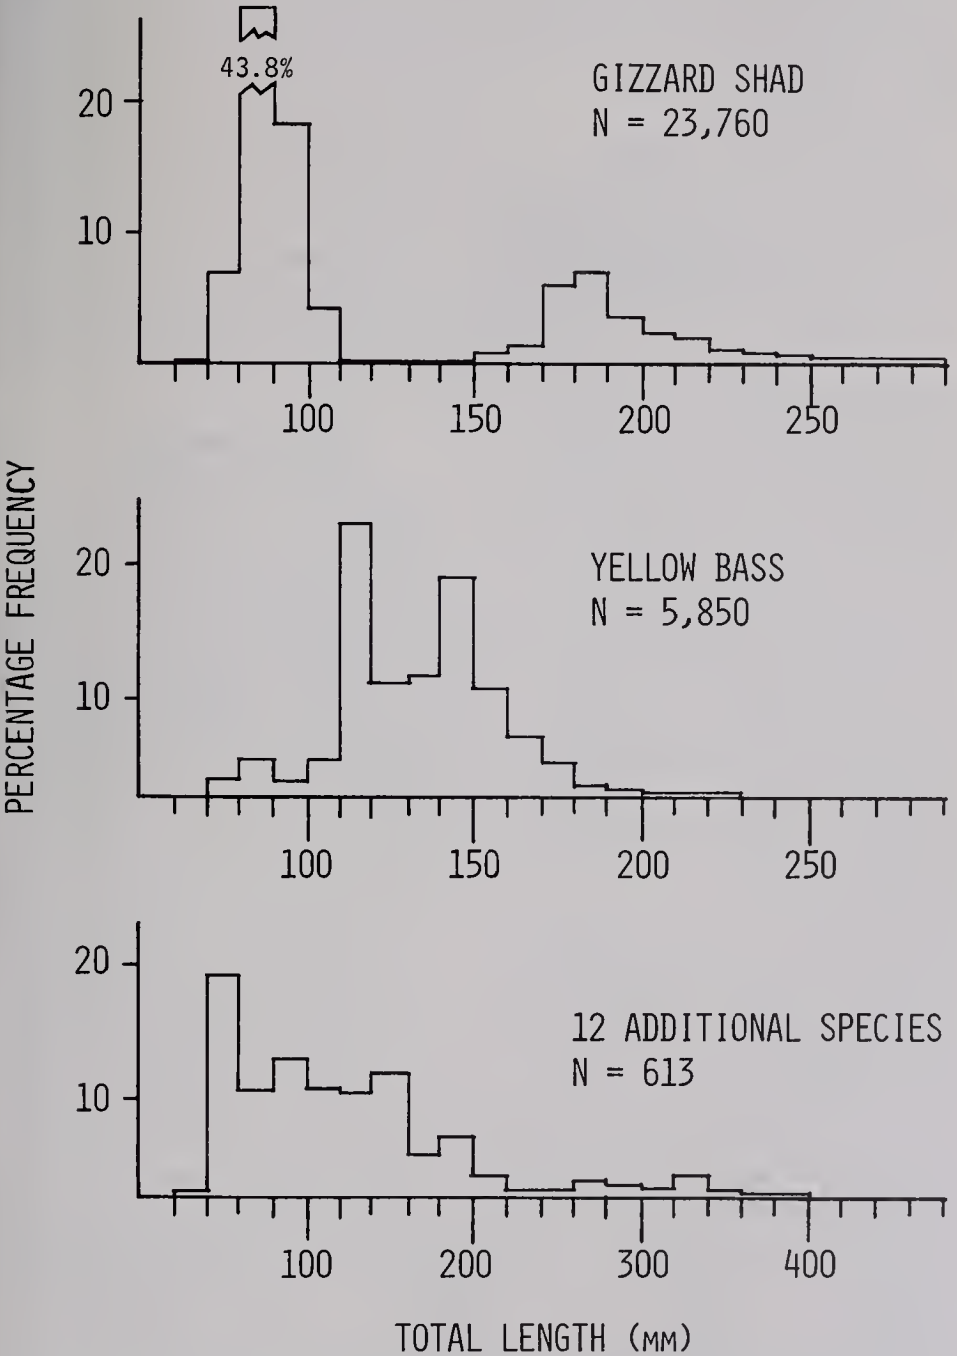 43.8%
GIZZARD SHAD
N = 23,760
20
10
100 150 200 250
PERCENTAGE FREQUENCY
YELLOW BASS
N = 5,850
20
10
100 150 200 250
12 ADDITIONAL SPECIES
N = 613
20
10
100 200 300 400
TOTAL LENGTH (MM)